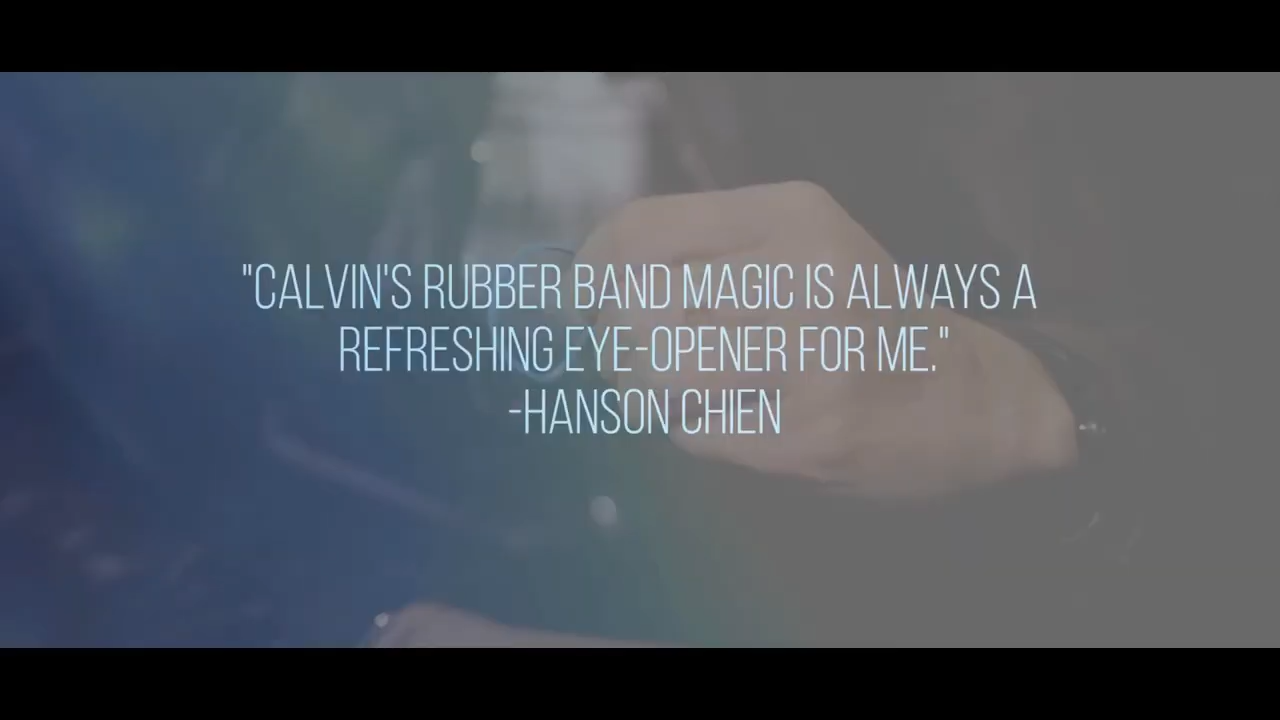 "CALVIN'S RUBBER BAND MAGIC IS ALWAYS A
REFRESHING EYE-OPENER FOR ME."
-HANSON CHIEN